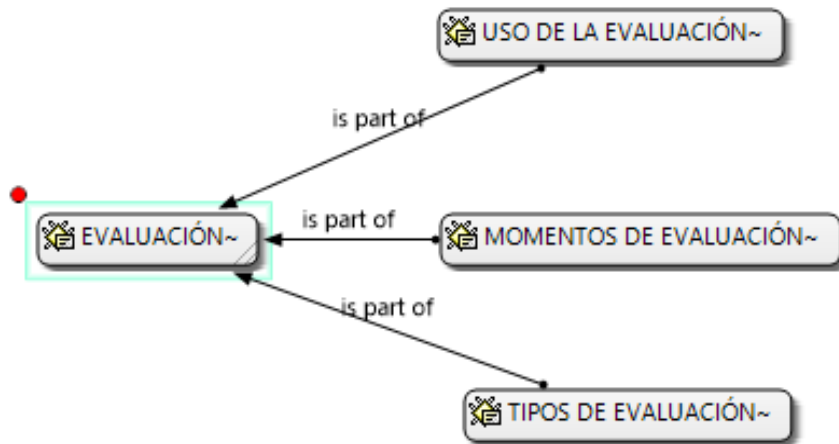 USO DE LA EVALUACIÓN~
is part of
EVALUACIÓN~
is part of
MOMENTOS DE EVALUACIÓN~
is part of
TIPOS DE EVALUACIÓN~